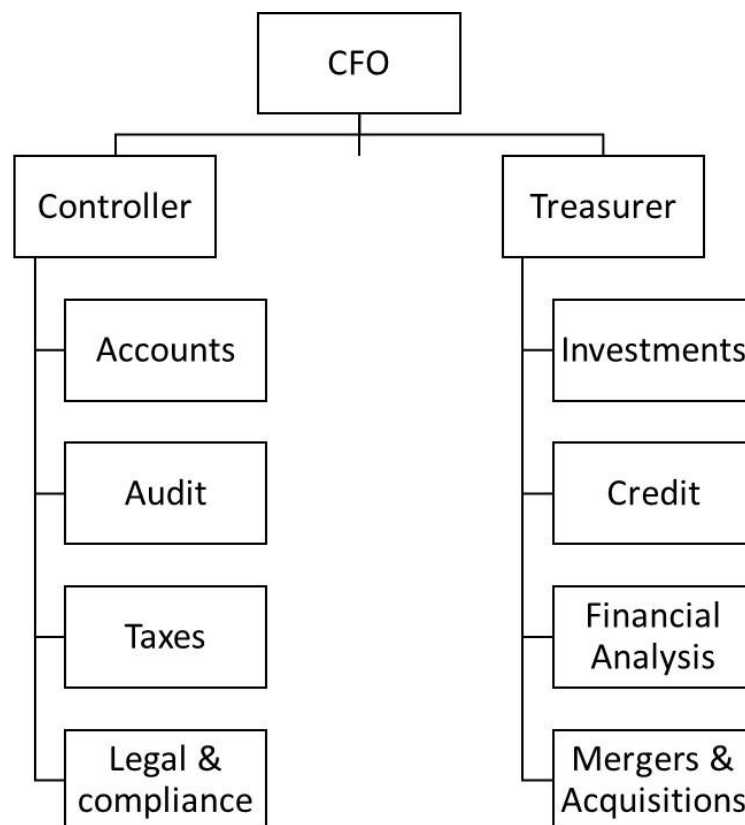 CFO
Controller
Treasurer
Accounts
Investments
Audit
Credit
Taxes
Financial
Analysis
Legal &
compliance
Mergers &
Acquisitions